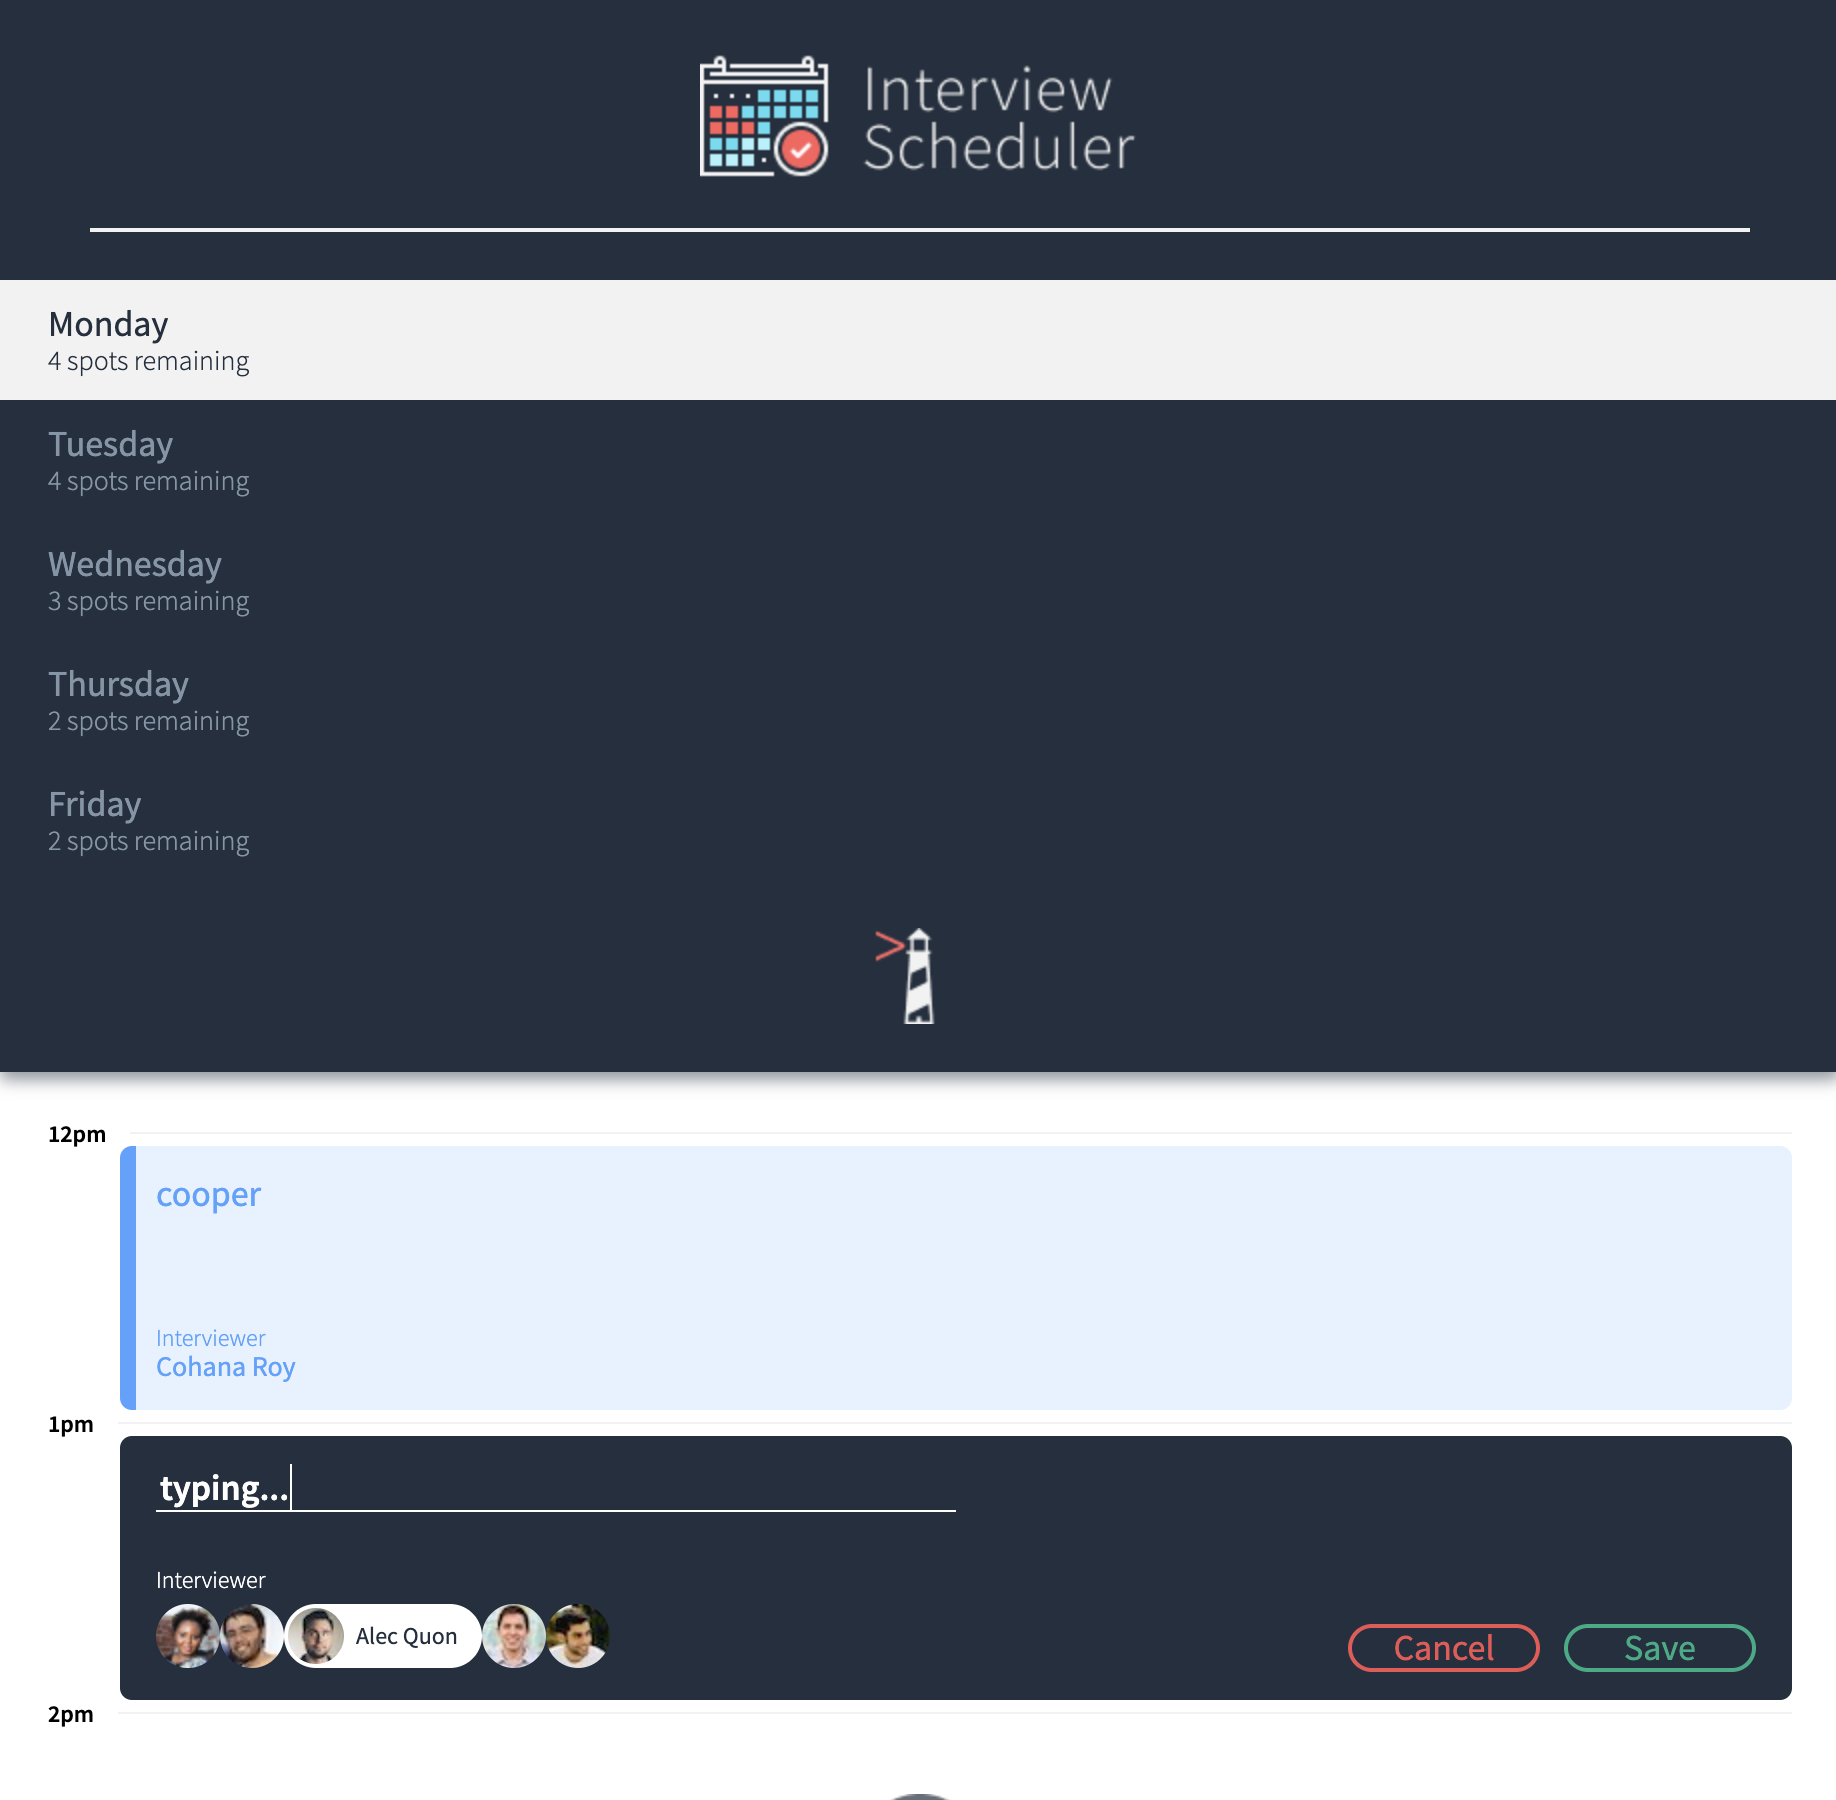 Interview
Scheduler
Monday
4 spots remaining
Tuesday
4 spots remaining
Wednesday
3 spots remaining
Thursday
2 spots remaining
Friday
2 spots remaining
12pm
cooper
Interviewer
Cohana Roy
1pm
typing...
Interviewer
Alec Quon
Cancel
Save
2pm